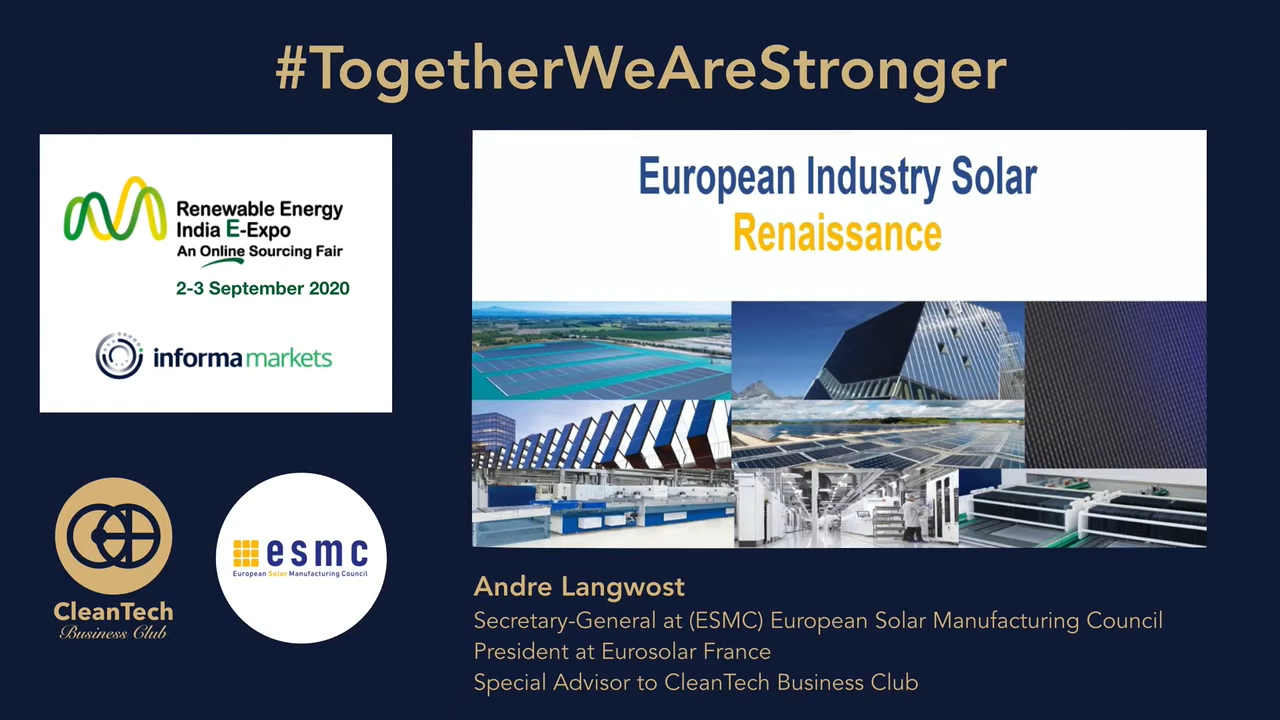 #TogetherWeAreStronger
Renewable Energy
India E-Expo
An Online Sourcing Fair
2-3 September 2020
informa markets
European Industry Solar
Renaissance
CleanTech
Business Club
esmc
European Solar Manufacturing Council
Andre Langwost
Secretary-General at (ESMC) European Solar Manufacturing Council
President at Eurosolar France
Special Advisor to CleanTech Business Club